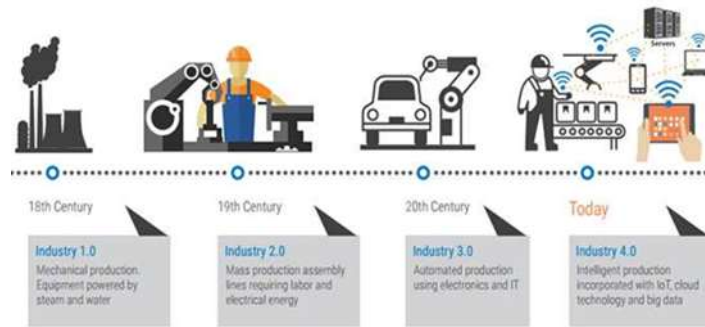 Servers
18th Century
19th Century
20th Century
Today
Industry 1.0
Mechanical production.
Equipment powered by
steam and water
Industry 2.0
Mass production assembly
lines requiring labor and
electrical energy
Industry 3.0
Automated production
using electronics and IT
Industry 4.0
Intelligent production
incorporated with IoT, cloud
technology and big data